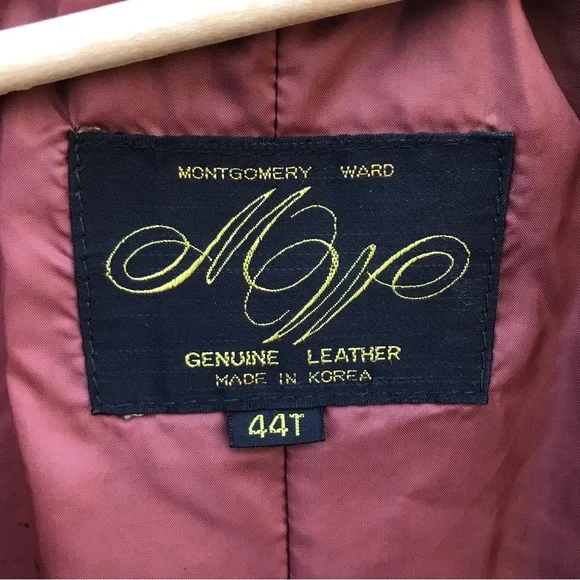 MONTGOMERY WARD
MW
GENUINE LEATHER
MADE IN KOREA
44T